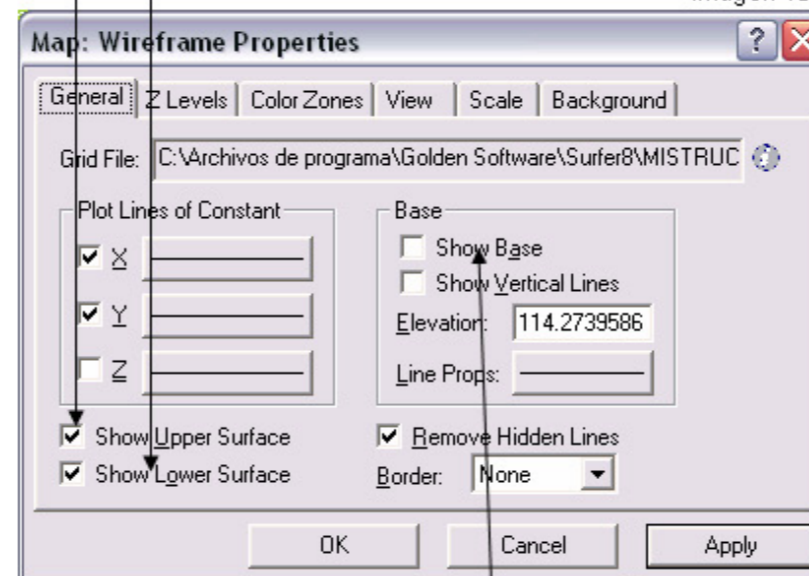 Map: Wireframe Properties
General Z Levels Color Zones View Scale Background
Grid File: C:\Archivos de programa\Golden Software\Surfer8\MISTRUC
Plot Lines of Constant
X
Y
Z
Base
Show Base
Show Vertical Lines
Elevation: 114.2739586
Line Props:
Show Upper Surface
Show Lower Surface
Remove Hidden Lines
Border: None
OK Cancel Apply